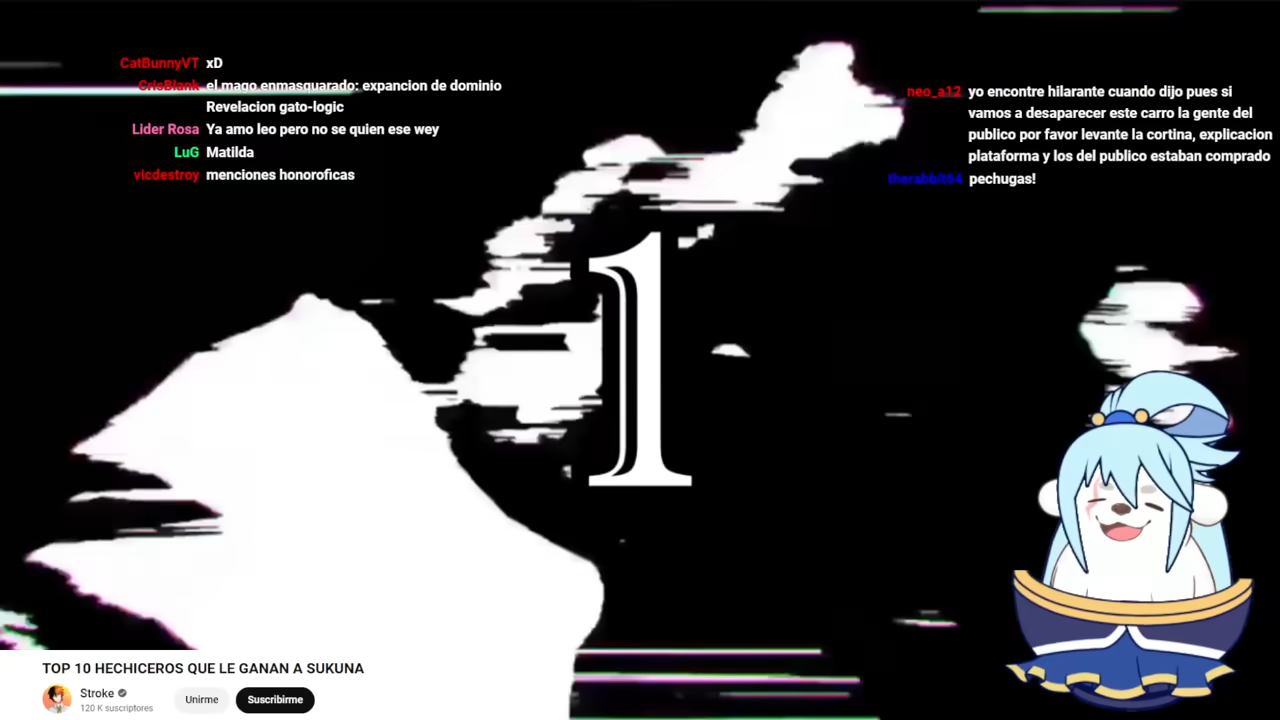 CatBunnyVT xD
CrisBlank el mago enmasquarado: expancion de dominio
Revelacion gato-logic
Lider Rosa Ya amo leo pero no se quien ese wey
LuG Matilda
vicdestroy menciones honoroficas
neo_a12 yo encontre hilarante cuando dijo pues si
vamos a desaparecer este carro la gente del
publico por favor levante la cortina, explicacion
plataforma y los del publico estaban comprado
therabbit64 pechugas!
1
TOP 10 HECHICEROS QUE LE GANAN A SUKUNA
Stroke
120 K suscriptores
Unirme
Suscribirme